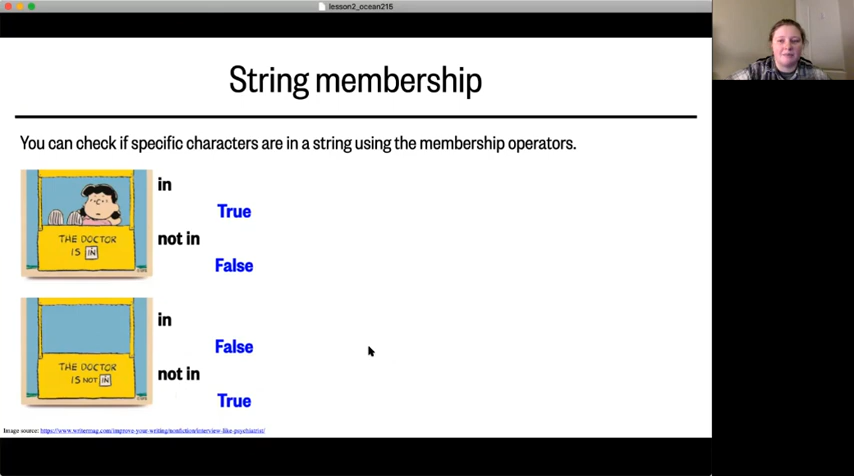 lesson2_ocean215
String membership
You can check if specific characters are in a string using the membership operators.
THE DOCTOR
IS IN
in
True
not in
False
THE DOCTOR
IS NOT IN
in
False
not in
True
Image source: https://www.writermag.com/improve-your-writing/nonfiction/interview-like-psychiatrist/